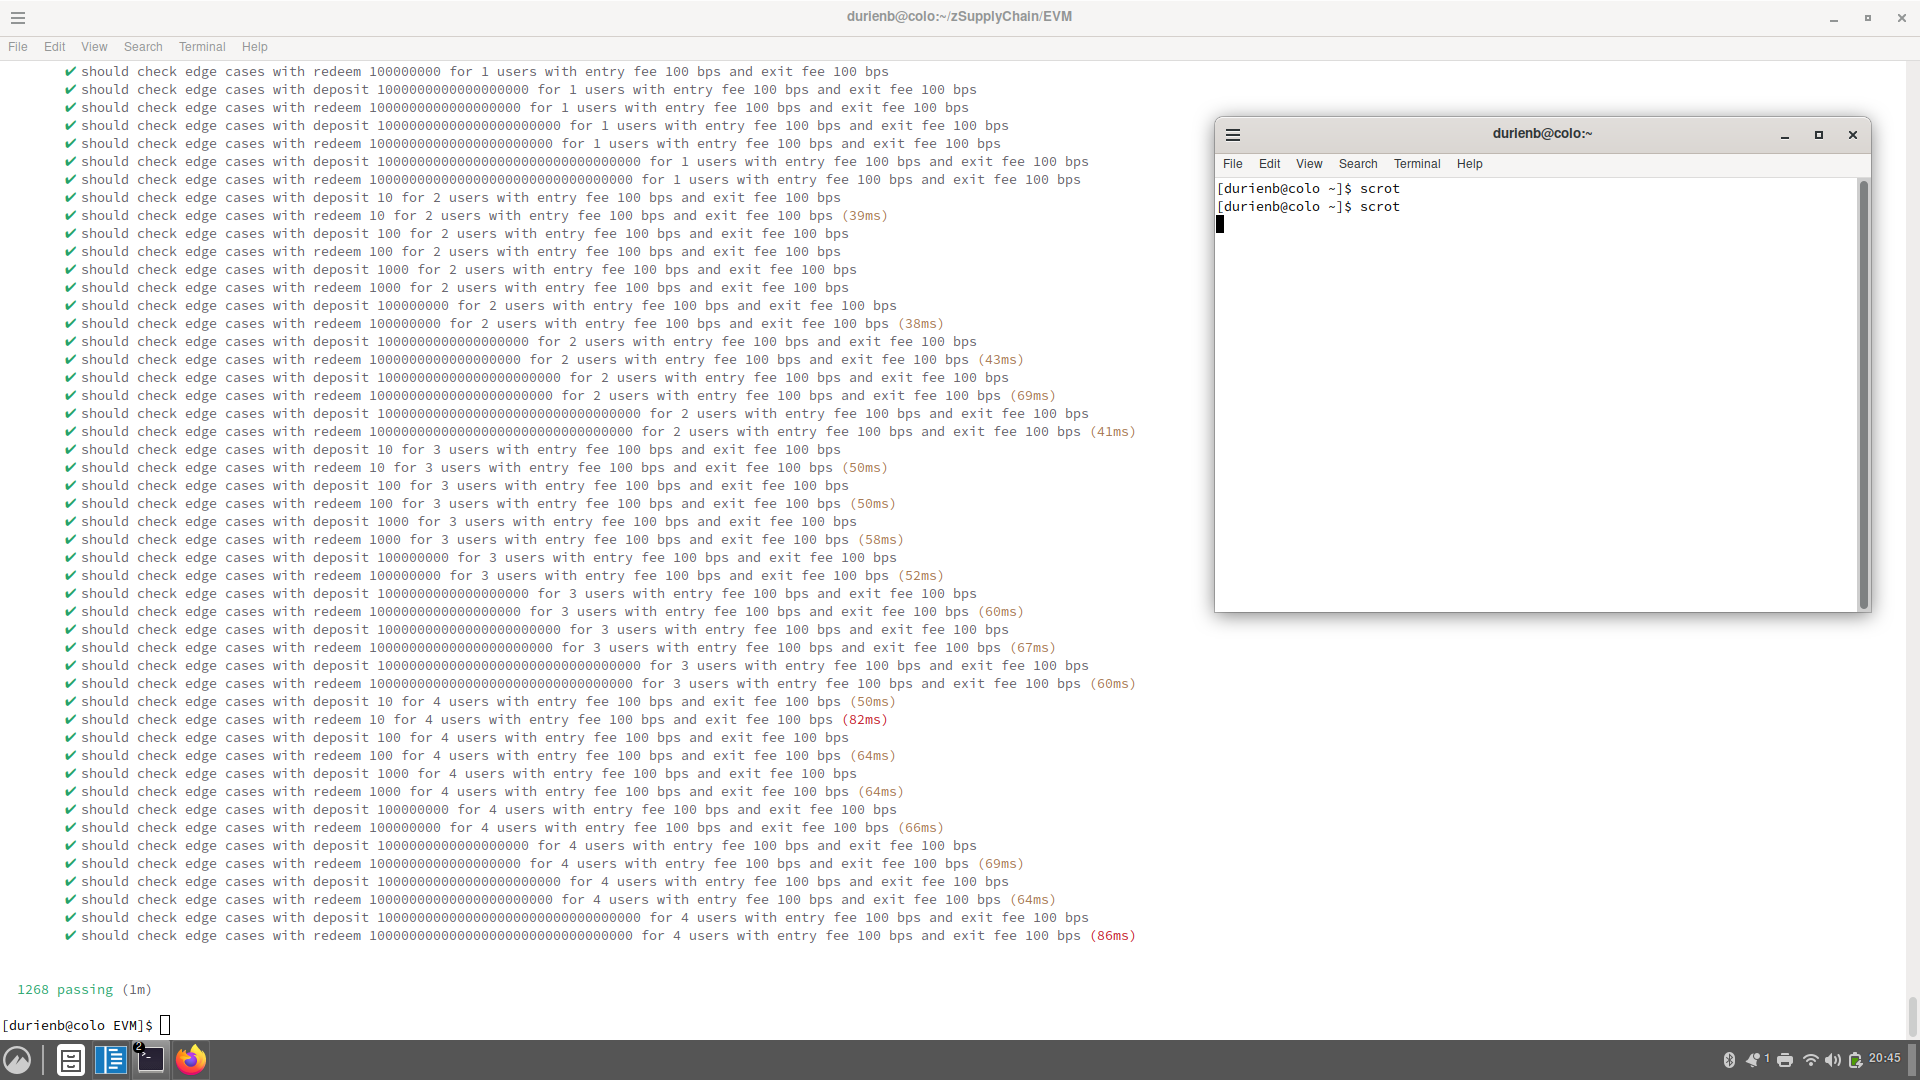 durienb@colo:~/zSupplyChain/EVM
File Edit View Search Terminal Help
✔ should check edge cases with redeem 100000000 for 1 users with entry fee 100 bps and exit fee 100 bps
✔ should check edge cases with deposit 1000000000000000000 for 1 users with entry fee 100 bps and exit fee 100 bps
✔ should check edge cases with redeem 1000000000000000000 for 1 users with entry fee 100 bps and exit fee 100 bps
✔ should check edge cases with deposit 10000000000000000000000 for 1 users with entry fee 100 bps and exit fee 100 bps
✔ should check edge cases with redeem 10000000000000000000000 for 1 users with entry fee 100 bps and exit fee 100 bps
✔ should check edge cases with deposit 100000000000000000000000000000000 for 1 users with entry fee 100 bps and exit fee 100 bps
✔ should check edge cases with redeem 100000000000000000000000000000000 for 1 users with entry fee 100 bps and exit fee 100 bps
✔ should check edge cases with deposit 10 for 2 users with entry fee 100 bps and exit fee 100 bps
✔ should check edge cases with redeem 10 for 2 users with entry fee 100 bps and exit fee 100 bps (39ms)
✔ should check edge cases with deposit 100 for 2 users with entry fee 100 bps and exit fee 100 bps
✔ should check edge cases with redeem 100 for 2 users with entry fee 100 bps and exit fee 100 bps
✔ should check edge cases with deposit 1000 for 2 users with entry fee 100 bps and exit fee 100 bps
✔ should check edge cases with redeem 1000 for 2 users with entry fee 100 bps and exit fee 100 bps
✔ should check edge cases with deposit 100000000 for 2 users with entry fee 100 bps and exit fee 100 bps
✔ should check edge cases with redeem 100000000 for 2 users with entry fee 100 bps and exit fee 100 bps (38ms)
✔ should check edge cases with deposit 1000000000000000000 for 2 users with entry fee 100 bps and exit fee 100 bps
✔ should check edge cases with redeem 1000000000000000000 for 2 users with entry fee 100 bps and exit fee 100 bps (43ms)
✔ should check edge cases with deposit 10000000000000000000000 for 2 users with entry fee 100 bps and exit fee 100 bps
✔ should check edge cases with redeem 10000000000000000000000 for 2 users with entry fee 100 bps and exit fee 100 bps (69ms)
✔ should check edge cases with deposit 100000000000000000000000000000000 for 2 users with entry fee 100 bps and exit fee 100 bps
✔ should check edge cases with redeem 100000000000000000000000000000000 for 2 users with entry fee 100 bps and exit fee 100 bps (41ms)
✔ should check edge cases with deposit 10 for 3 users with entry fee 100 bps and exit fee 100 bps
✔ should check edge cases with redeem 10 for 3 users with entry fee 100 bps and exit fee 100 bps (50ms)
✔ should check edge cases with deposit 100 for 3 users with entry fee 100 bps and exit fee 100 bps
✔ should check edge cases with redeem 100 for 3 users with entry fee 100 bps and exit fee 100 bps (50ms)
✔ should check edge cases with deposit 1000 for 3 users with entry fee 100 bps and exit fee 100 bps
✔ should check edge cases with redeem 1000 for 3 users with entry fee 100 bps and exit fee 100 bps (58ms)
✔ should check edge cases with deposit 100000000 for 3 users with entry fee 100 bps and exit fee 100 bps
✔ should check edge cases with redeem 100000000 for 3 users with entry fee 100 bps and exit fee 100 bps (52ms)
✔ should check edge cases with deposit 1000000000000000000 for 3 users with entry fee 100 bps and exit fee 100 bps
✔ should check edge cases with redeem 1000000000000000000 for 3 users with entry fee 100 bps and exit fee 100 bps (60ms)
✔ should check edge cases with deposit 10000000000000000000000 for 3 users with entry fee 100 bps and exit fee 100 bps
✔ should check edge cases with redeem 10000000000000000000000 for 3 users with entry fee 100 bps and exit fee 100 bps (67ms)
✔ should check edge cases with deposit 100000000000000000000000000000000 for 3 users with entry fee 100 bps and exit fee 100 bps
✔ should check edge cases with redeem 100000000000000000000000000000000 for 3 users with entry fee 100 bps and exit fee 100 bps (60ms)
✔ should check edge cases with deposit 10 for 4 users with entry fee 100 bps and exit fee 100 bps (50ms)
✔ should check edge cases with redeem 10 for 4 users with entry fee 100 bps and exit fee 100 bps (82ms)
✔ should check edge cases with deposit 100 for 4 users with entry fee 100 bps and exit fee 100 bps
✔ should check edge cases with redeem 100 for 4 users with entry fee 100 bps and exit fee 100 bps (64ms)
✔ should check edge cases with deposit 1000 for 4 users with entry fee 100 bps and exit fee 100 bps
✔ should check edge cases with redeem 1000 for 4 users with entry fee 100 bps and exit fee 100 bps (64ms)
✔ should check edge cases with deposit 100000000 for 4 users with entry fee 100 bps and exit fee 100 bps
✔ should check edge cases with redeem 100000000 for 4 users with entry fee 100 bps and exit fee 100 bps (66ms)
✔ should check edge cases with deposit 1000000000000000000 for 4 users with entry fee 100 bps and exit fee 100 bps
✔ should check edge cases with redeem 1000000000000000000 for 4 users with entry fee 100 bps and exit fee 100 bps (69ms)
✔ should check edge cases with deposit 10000000000000000000000 for 4 users with entry fee 100 bps and exit fee 100 bps
✔ should check edge cases with redeem 10000000000000000000000 for 4 users with entry fee 100 bps and exit fee 100 bps (64ms)
✔ should check edge cases with deposit 100000000000000000000000000000000 for 4 users with entry fee 100 bps and exit fee 100 bps
✔ should check edge cases with redeem 100000000000000000000000000000000 for 4 users with entry fee 100 bps and exit fee 100 bps (86ms)
1268 passing (1m)
[durienb@colo EVM]$
durienb@colo:~
File Edit View Search Terminal Help
[durienb@colo ~]$ scrot
[durienb@colo ~]$ scrot
2
1
20:45